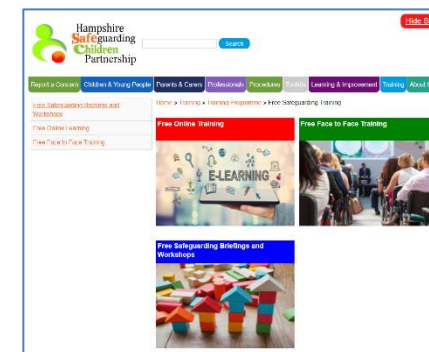 Hampshire
Safeguarding
Children
Partnership
Search
Hide S
Report a Concern Children & Young People Parents & Carers Professionals Procedures Toolkits Learning & Improvement Training About
Free Safeguarding Briefings and
Workshops
Free Online Learning
Free Face to Face Training
Home > Training > Training Programme > Free Safeguarding Training
Free Online Training
Free Face to Face Training
E-LEARNING
Free Safeguarding Briefings and
Workshops